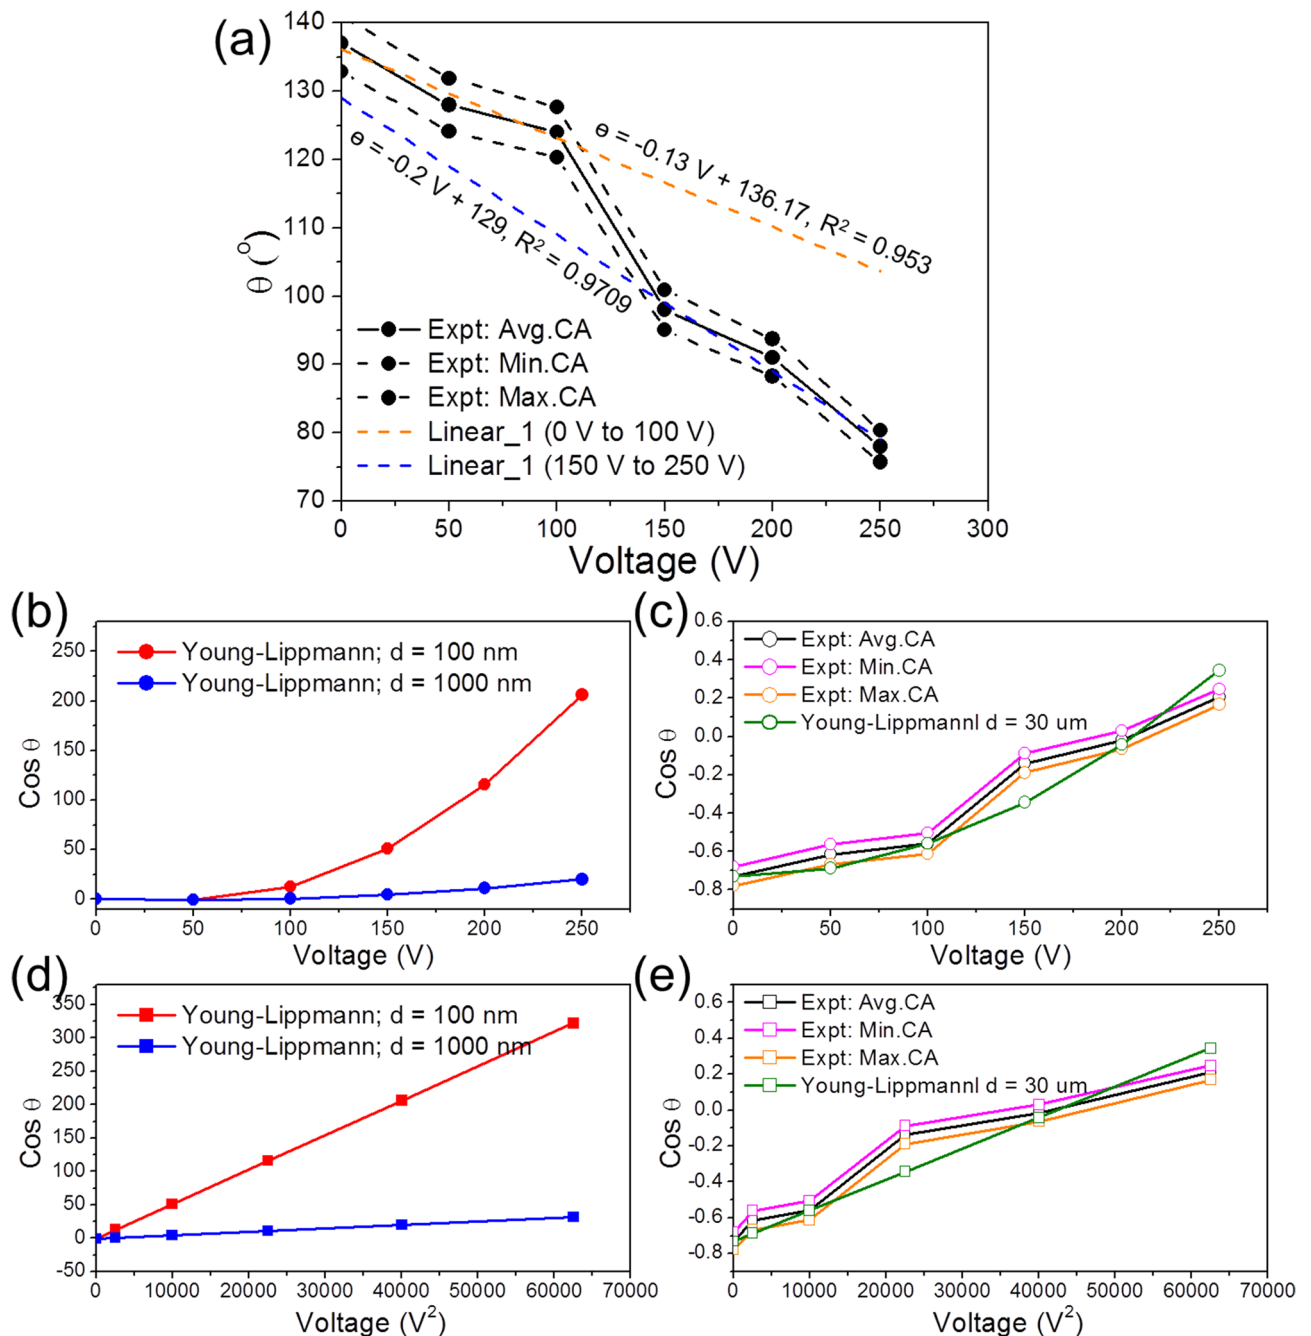 (a)
140
130
120
110
100
90
80
70
θ (°)
ө = -0.13 V + 136.17, R² = 0.953
ө = -0.2 V + 129, R² = 0.9709
Expt: Avg.CA
Expt: Min.CA
Expt: Max.CA
Linear_1 (0 V to 100 V)
Linear_1 (150 V to 250 V)
0 50 100 150 200 250 300
Voltage (V)
(b)
250
200
150
100
50
0
Cos θ
Young-Lippmann; d = 100 nm
Young-Lippmann; d = 1000 nm
0 50 100 150 200 250
Voltage (V)
(c)
0.6
0.4
0.2
0.0
-0.2
-0.4
-0.6
-0.8
Cos θ
Expt: Avg.CA
Expt: Min.CA
Expt: Max.CA
Young-Lippmannl d = 30 um
0 50 100 150 200 250
Voltage (V)
(d)
350
300
250
200
150
100
50
0
-50
Cos θ
Young-Lippmann; d = 100 nm
Young-Lippmann; d = 1000 nm
0 10000 20000 30000 40000 50000 60000 70000
Voltage (V²)
(e)
0.6
0.4
0.2
0.0
-0.2
-0.4
-0.6
-0.8
Cos θ
Expt: Avg.CA
Expt: Min.CA
Expt: Max.CA
Young-Lippmannl d = 30 um
0 10000 20000 30000 40000 50000 60000 70000
Voltage (V²)